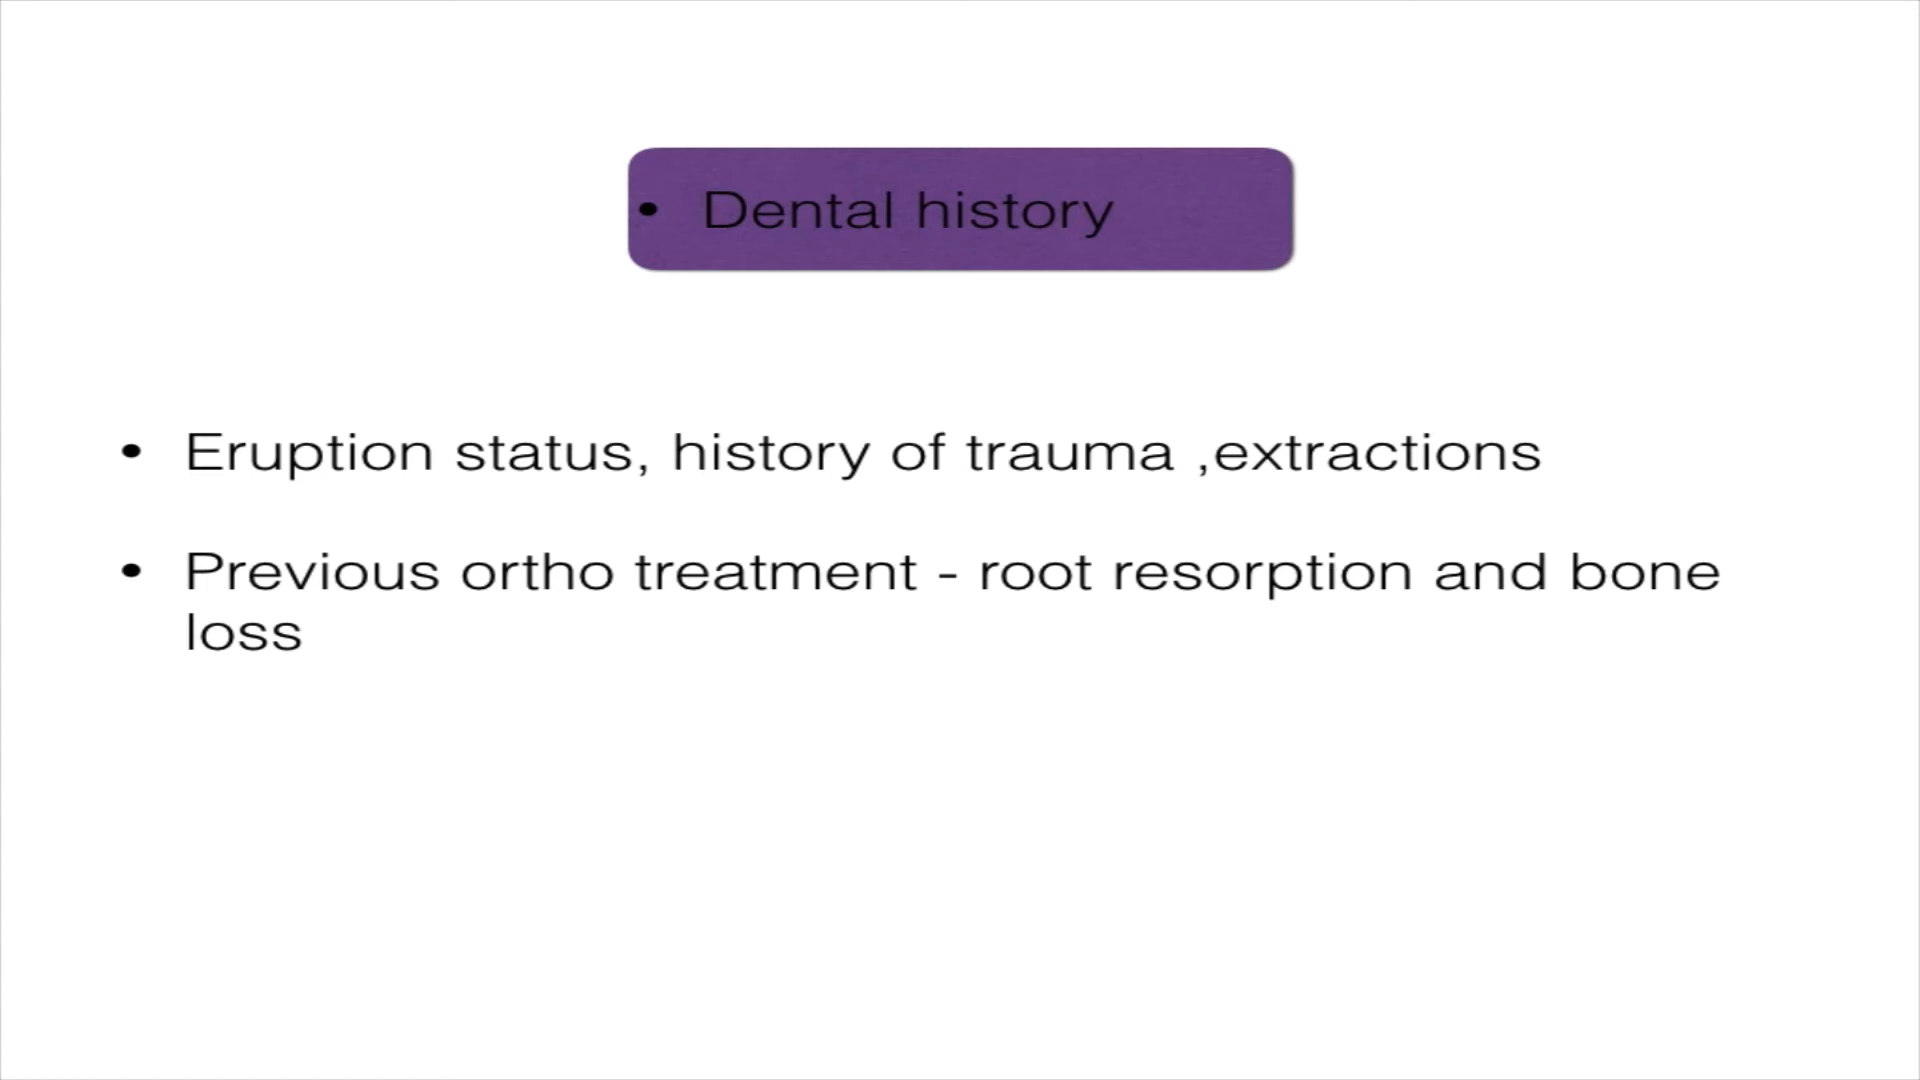 • Dental history
• Eruption status, history of trauma ,extractions
• Previous ortho treatment - root resorption and bone
loss